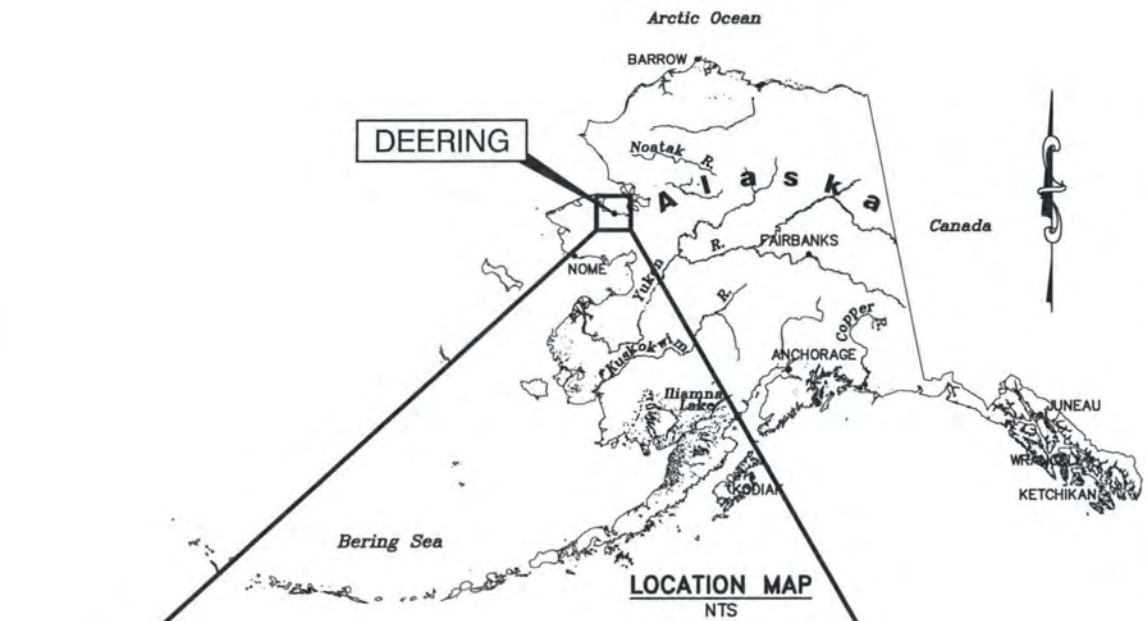 Arctic Ocean
BARROW
DEERING
Noatak R.
Alaska
Canada
R. FAIRBANKS
NOME
Yukon
R.
Copper R.
Kuskokwim
ANCHORAGE
Iliamna
Lake
JUNEAU
WRANGELL
KODIAK
KETCHIKAN
Bering Sea
LOCATION MAP
NTS